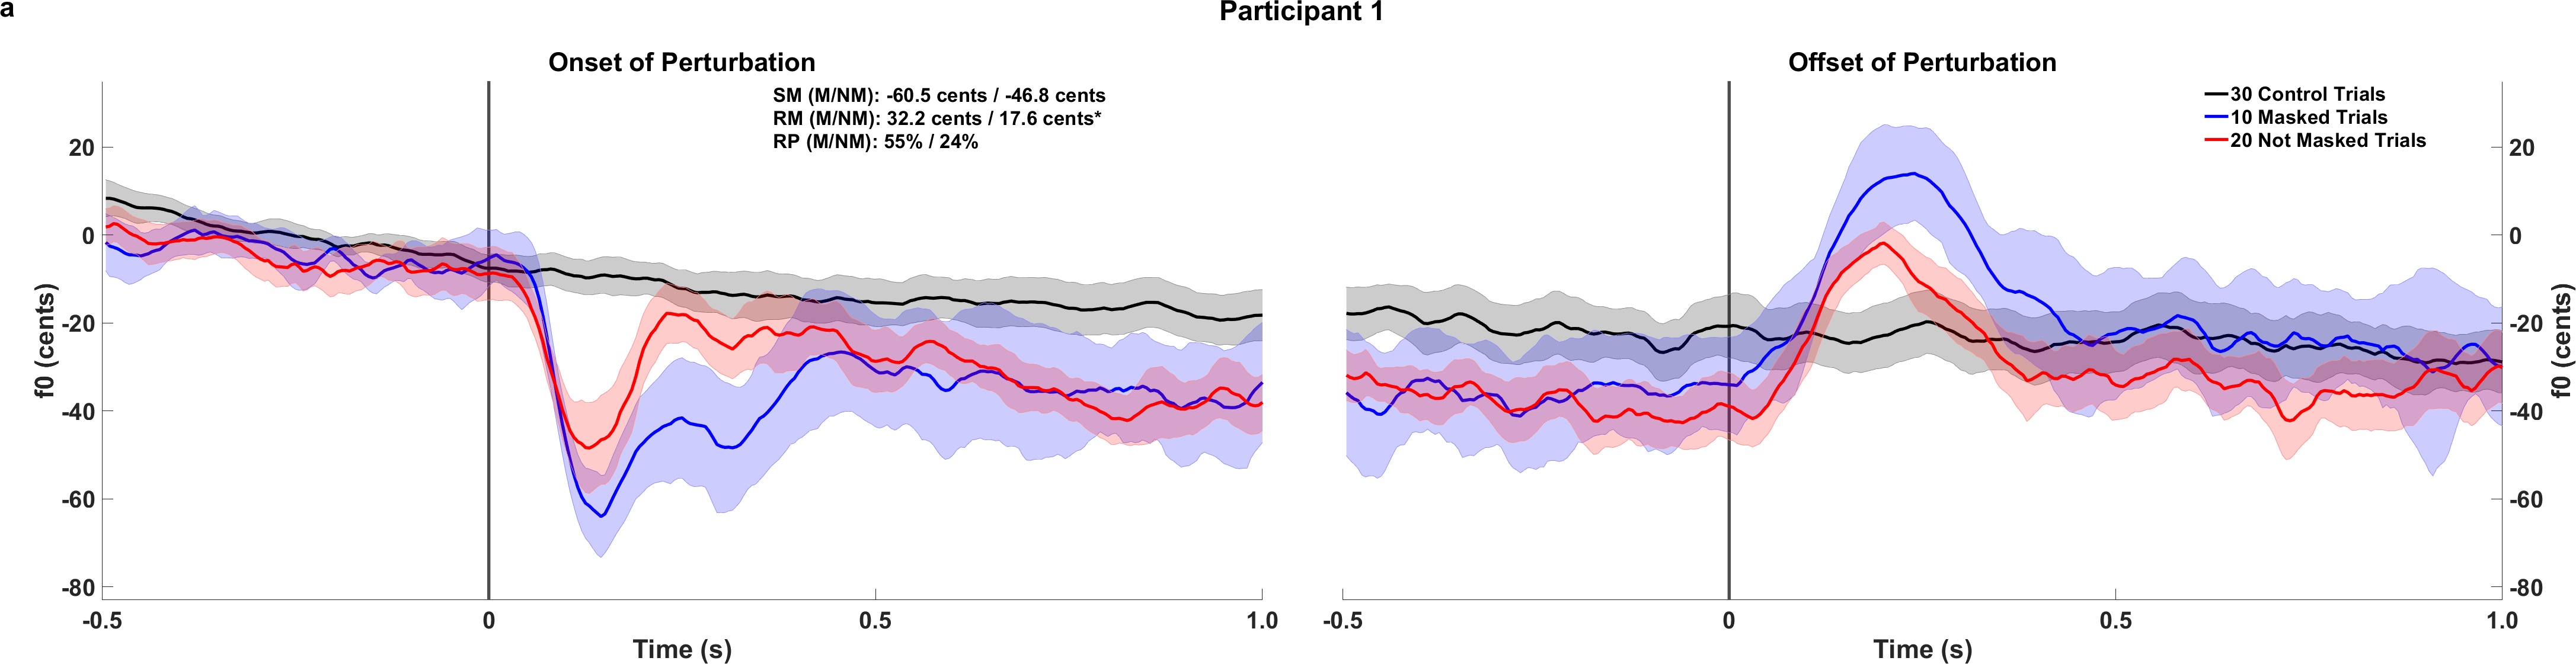 a
Participant 1
Onset of Perturbation
SM (M/NM): -60.5 cents / -46.8 cents
RM (M/NM): 32.2 cents / 17.6 cents*
RP (M/NM): 55% / 24%
f0 (cents)
20
0
-20
-40
-60
-80
-0.5
0
0.5
1.0
Time (s)
Offset of Perturbation
30 Control Trials
10 Masked Trials
20 Not Masked Trials
20
0
-20
-40
-60
-80
f0 (cents)
-0.5
0
0.5
1.0
Time (s)